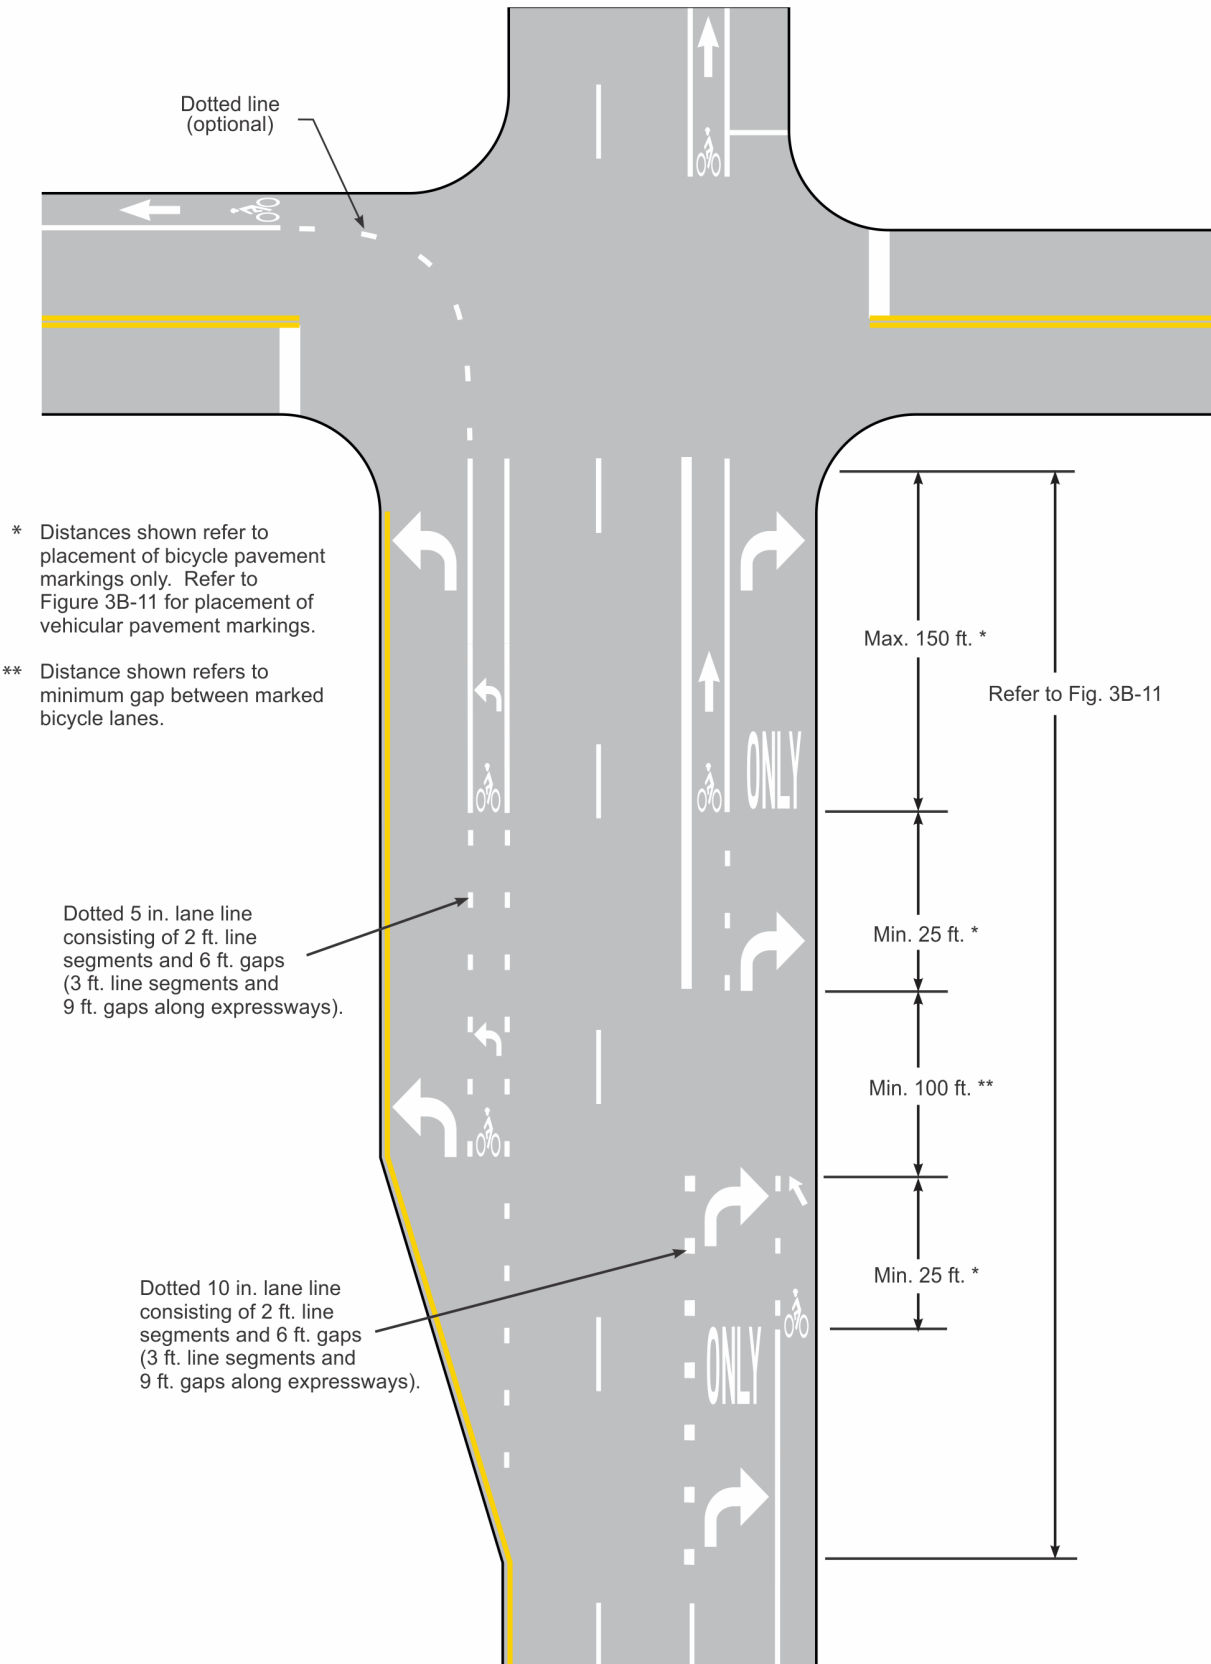 Dotted line
(optional)
* Distances shown refer to
placement of bicycle pavement
markings only. Refer to
Figure 3B-11 for placement of
vehicular pavement markings.
** Distance shown refers to
minimum gap between marked
bicycle lanes.
Max. 150 ft. *
Refer to Fig. 3B-11
ONLY
Dotted 5 in. lane line
consisting of 2 ft. line
segments and 6 ft. gaps
(3 ft. line segments and
9 ft. gaps along expressways).
Min. 25 ft. *
Min. 100 ft. **
Min. 25 ft. *
Dotted 10 in. lane line
consisting of 2 ft. line
segments and 6 ft. gaps
(3 ft. line segments and
9 ft. gaps along expressways).
ONLY